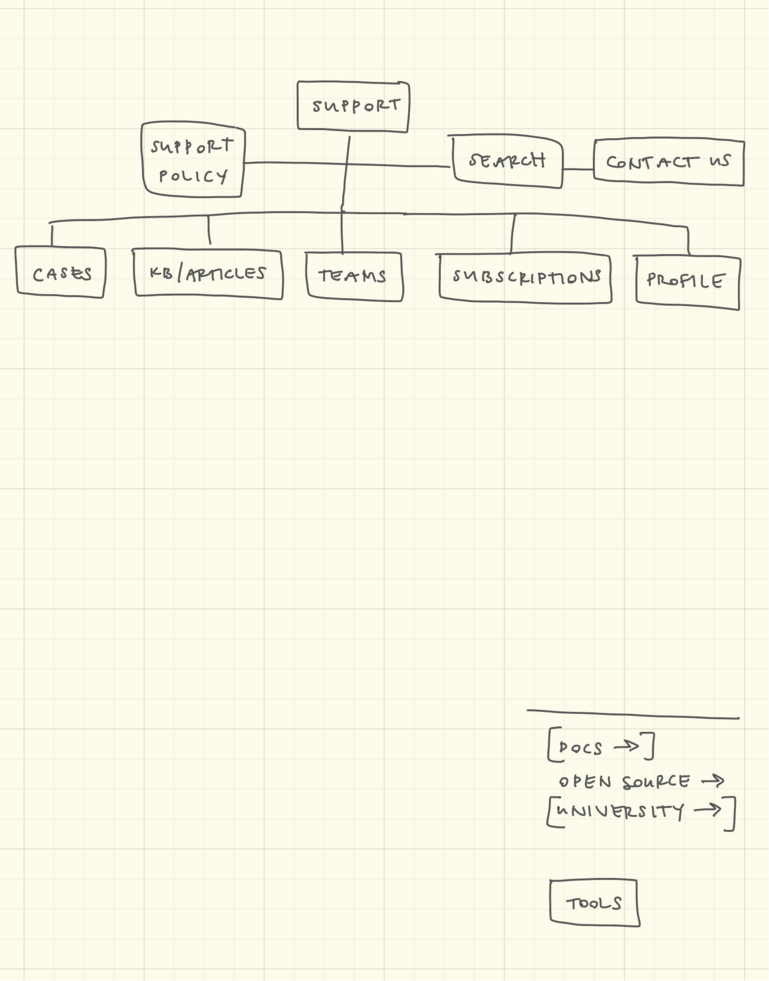 SUPPORT
SUPPORT
POLICY
SEARCH
CONTACT US
CASES
KB/ARTICLES
TEAMS
SUBSCRIPTIONS
PROFILE
[DOCS →]
OPEN SOURCE →
[UNIVERSITY →]
TOOLS